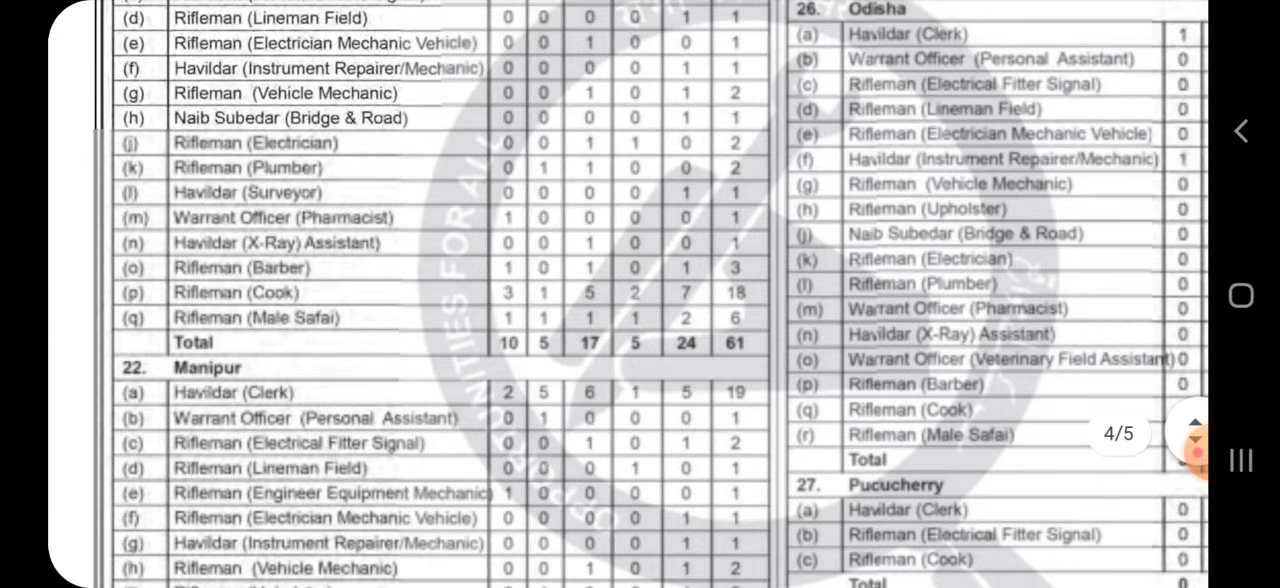 (d) Rifleman (Lineman Field) 0 0 0 0 1 1
(e) Rifleman (Electrician Mechanic Vehicle) 0 0 1 0 0 1
(f) Havildar (Instrument Repairer/Mechanic) 0 0 0 0 1 1
(g) Rifleman (Vehicle Mechanic) 0 0 1 0 1 2
(h) Naib Subedar (Bridge & Road) 0 0 0 0 1 1
(j) Rifleman (Electrician) 0 0 1 1 0 2
(k) Rifleman (Plumber) 0 1 1 0 0 2
(l) Havildar (Surveyor) 0 0 0 0 1 1
(m) Warrant Officer (Pharmacist) 1 0 0 0 0 1
(n) Havildar (X-Ray) Assistant) 0 0 1 0 0 1
(o) Rifleman (Barber) 1 0 1 0 1 3
(p) Rifleman (Cook) 3 1 5 2 7 18
(q) Rifleman (Male Safai) 1 1 1 1 2 6
Total 10 5 17 5 24 61
22. Manipur
(a) Havildar (Clerk) 2 5 6 1 5 19
(b) Warrant Officer (Personal Assistant) 0 1 0 0 0 1
(c) Rifleman (Electrical Fitter Signal) 0 0 1 0 1 2
(d) Rifleman (Lineman Field) 0 0 0 1 0 1
(e) Rifleman (Engineer Equipment Mechanic) 1 0 0 0 0 1
(f) Rifleman (Electrician Mechanic Vehicle) 0 0 0 0 1 1
(g) Havildar (Instrument Repairer/Mechanic) 0 0 0 0 1 1
(h) Rifleman (Vehicle Mechanic) 0 0 1 0 1 2
26. Odisha
(a) Havildar (Clerk) 1
(b) Warrant Officer (Personal Assistant) 0
(c) Rifleman (Electrical Fitter Signal) 0
(d) Rifleman (Lineman Field) 0
(e) Rifleman (Electrician Mechanic Vehicle) 0
(f) Havildar (Instrument Repairer/Mechanic) 1
(g) Rifleman (Vehicle Mechanic) 0
(h) Rifleman (Upholster) 0
(j) Naib Subedar (Bridge & Road) 0
(k) Rifleman (Electrician) 0
(l) Rifleman (Plumber) 0
(m) Warrant Officer (Pharmacist) 0
(n) Havildar (X-Ray) Assistant) 0
(o) Warrant Officer (Veterinary Field Assistant) 0
(p) Rifleman (Barber) 0
(q) Rifleman (Cook)
(r) Rifleman (Male Safai)
Total
27. Pucucherry
(a) Havildar (Clerk) 0
(b) Rifleman (Electrical Fitter Signal) 0
(c) Rifleman (Cook) 0
Total 0
4/5
OPPORTUNITIES FOR ALL